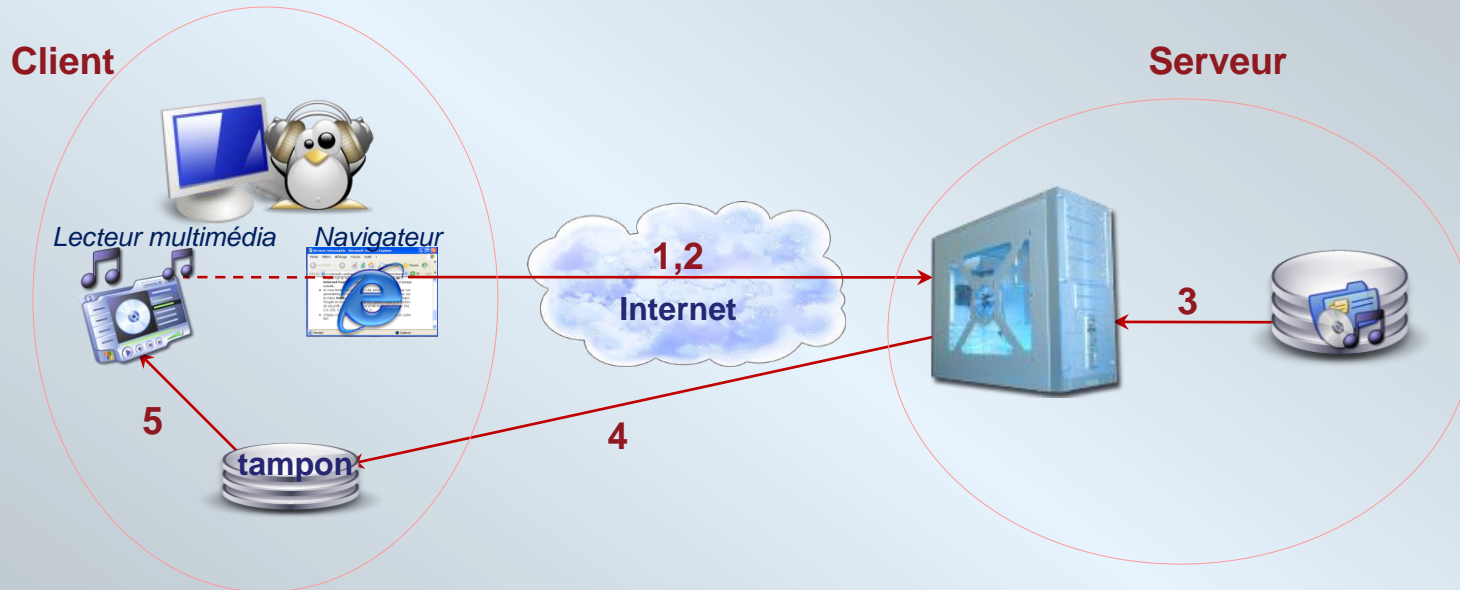 Client
Serveur
Lecteur multimédia
Navigateur
1,2
Internet
3
5
4
tampon